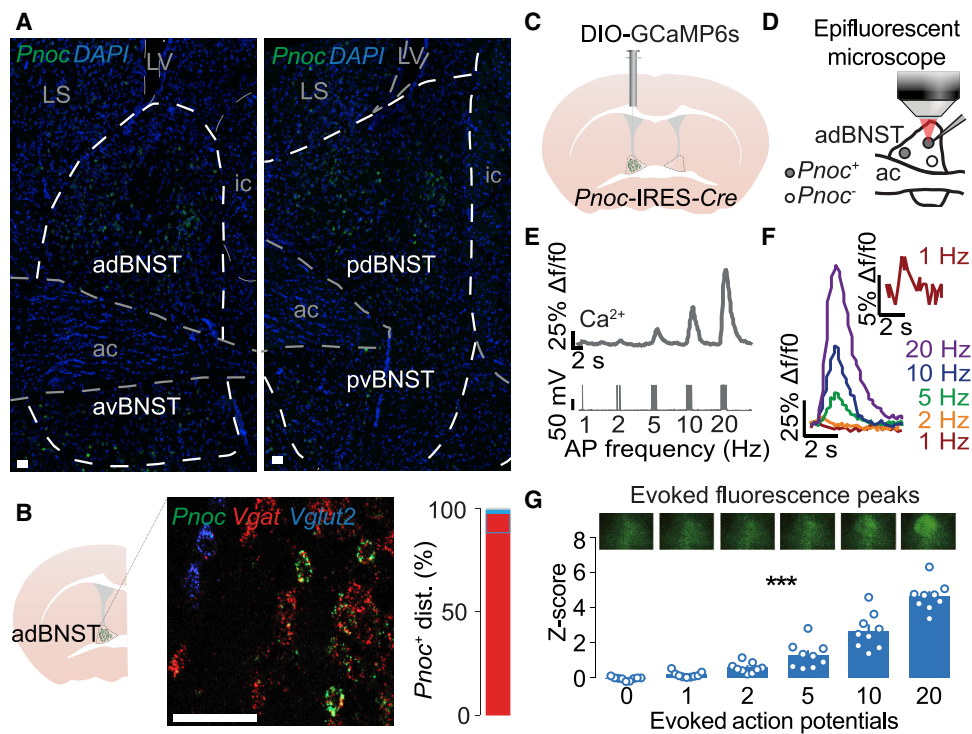 A
Pnoc DAPI
LV
LS
ic
adBNST
ac
avBNST
Pnoc DAPI
LV
LS
ic
pdBNST
ac
pvBNST
B
adBNST
Pnoc Vgat Vglut2
Pnoc+ dist. (%)
100
50
0
C
DIO-GCaMP6s
Pnoc-IRES-Cre
D
Epifluorescent
microscope
adBNST
Pnoc+
ac
Pnoc-
E
25% Δf/f0
Ca2+
2 s
50 mV
1 2 5 10 20
AP frequency (Hz)
F
5% Δf/f0
1 Hz
2 s
25% Δf/f0
20 Hz
10 Hz
5 Hz
2 Hz
1 Hz
2 s
G
Evoked fluorescence peaks
Z-score
8
6
4
2
0
***
0 1 2 5 10 20
Evoked action potentials